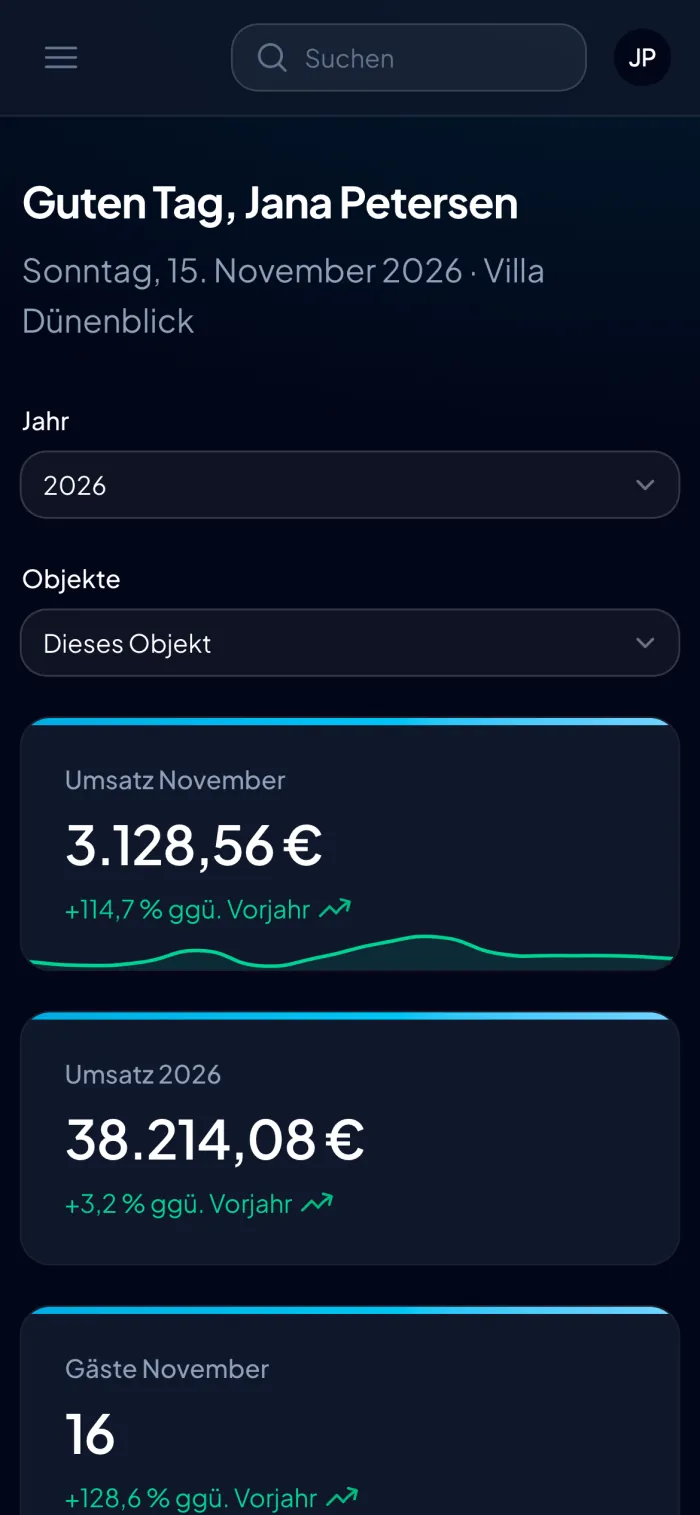 Suchen
JP
Guten Tag, Jana Petersen
Sonntag, 15. November 2026 · Villa
Dünenblick
Jahr
2026
Objekte
Dieses Objekt
Umsatz November
3.128,56 €
+114,7 % ggü. Vorjahr
Umsatz 2026
38.214,08 €
+3,2 % ggü. Vorjahr
Gäste November
16
+128,6 % ggü. Vorjahr